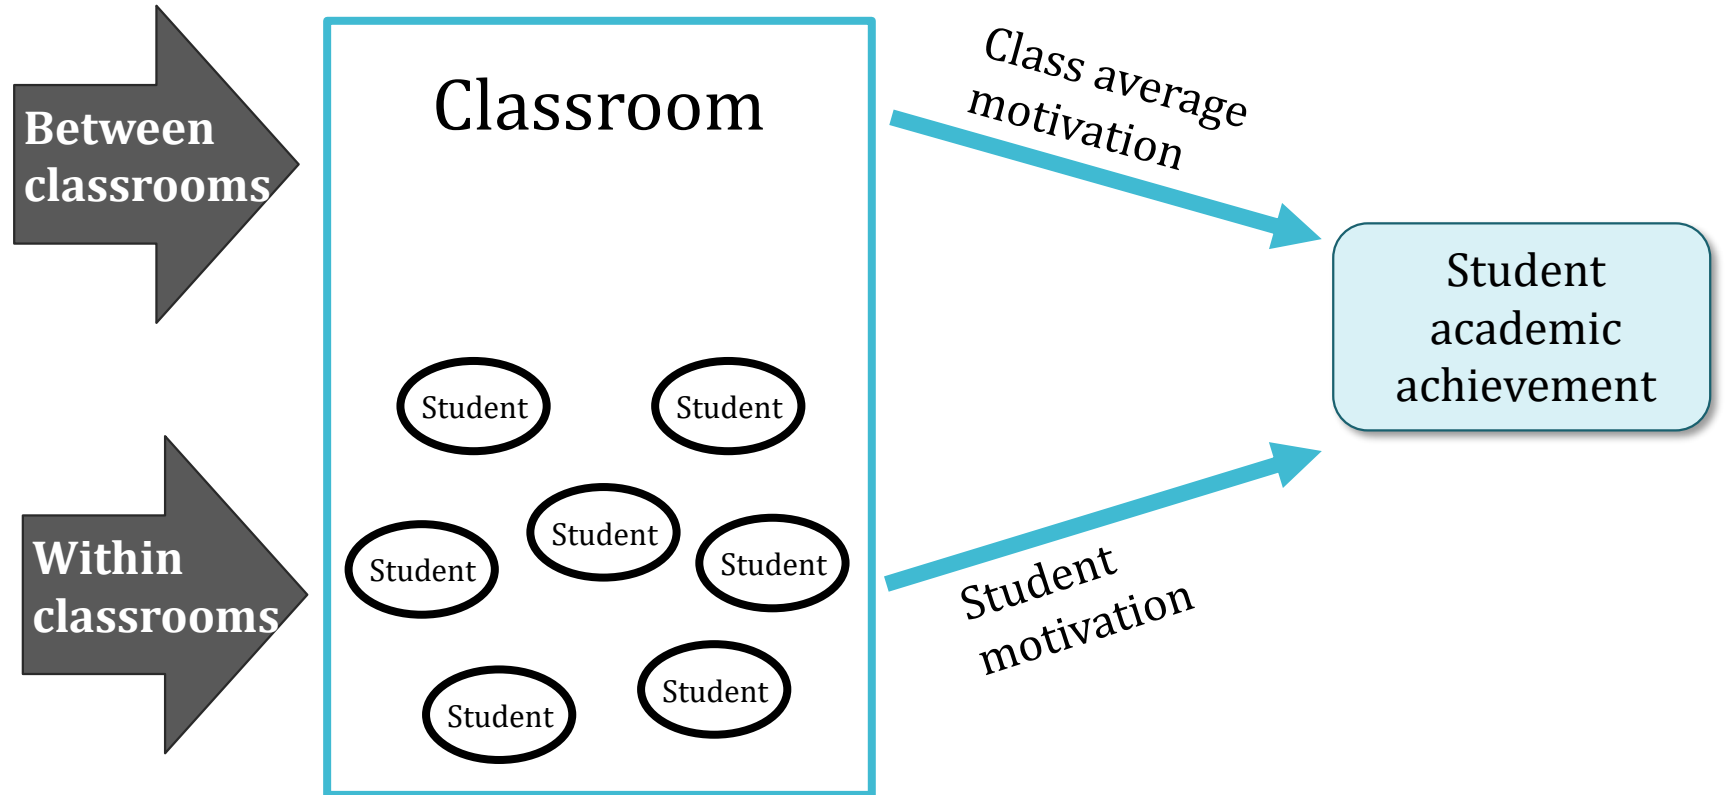 Between
classrooms
Classroom
Class average
motivation
Student
academic
achievement
Student
Student
Student
Student
Student
Student
Student
Within
classrooms
Student
motivation